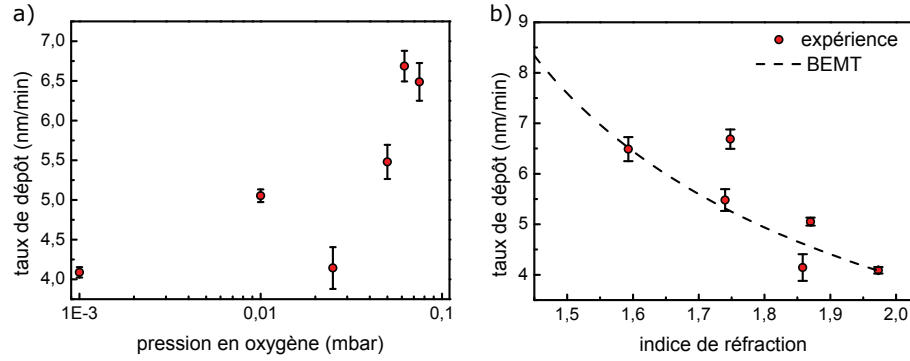 a)
taux de dépôt (nm/min)
7,0
6,5
6,0
5,5
5,0
4,5
4,0
1E-3
0,01
0,1
pression en oxygène (mbar)
b)
taux de dépôt (nm/min)
9
8
7
6
5
4
expérience
BEMT
1,5
1,6
1,7
1,8
1,9
2,0
indice de réfraction